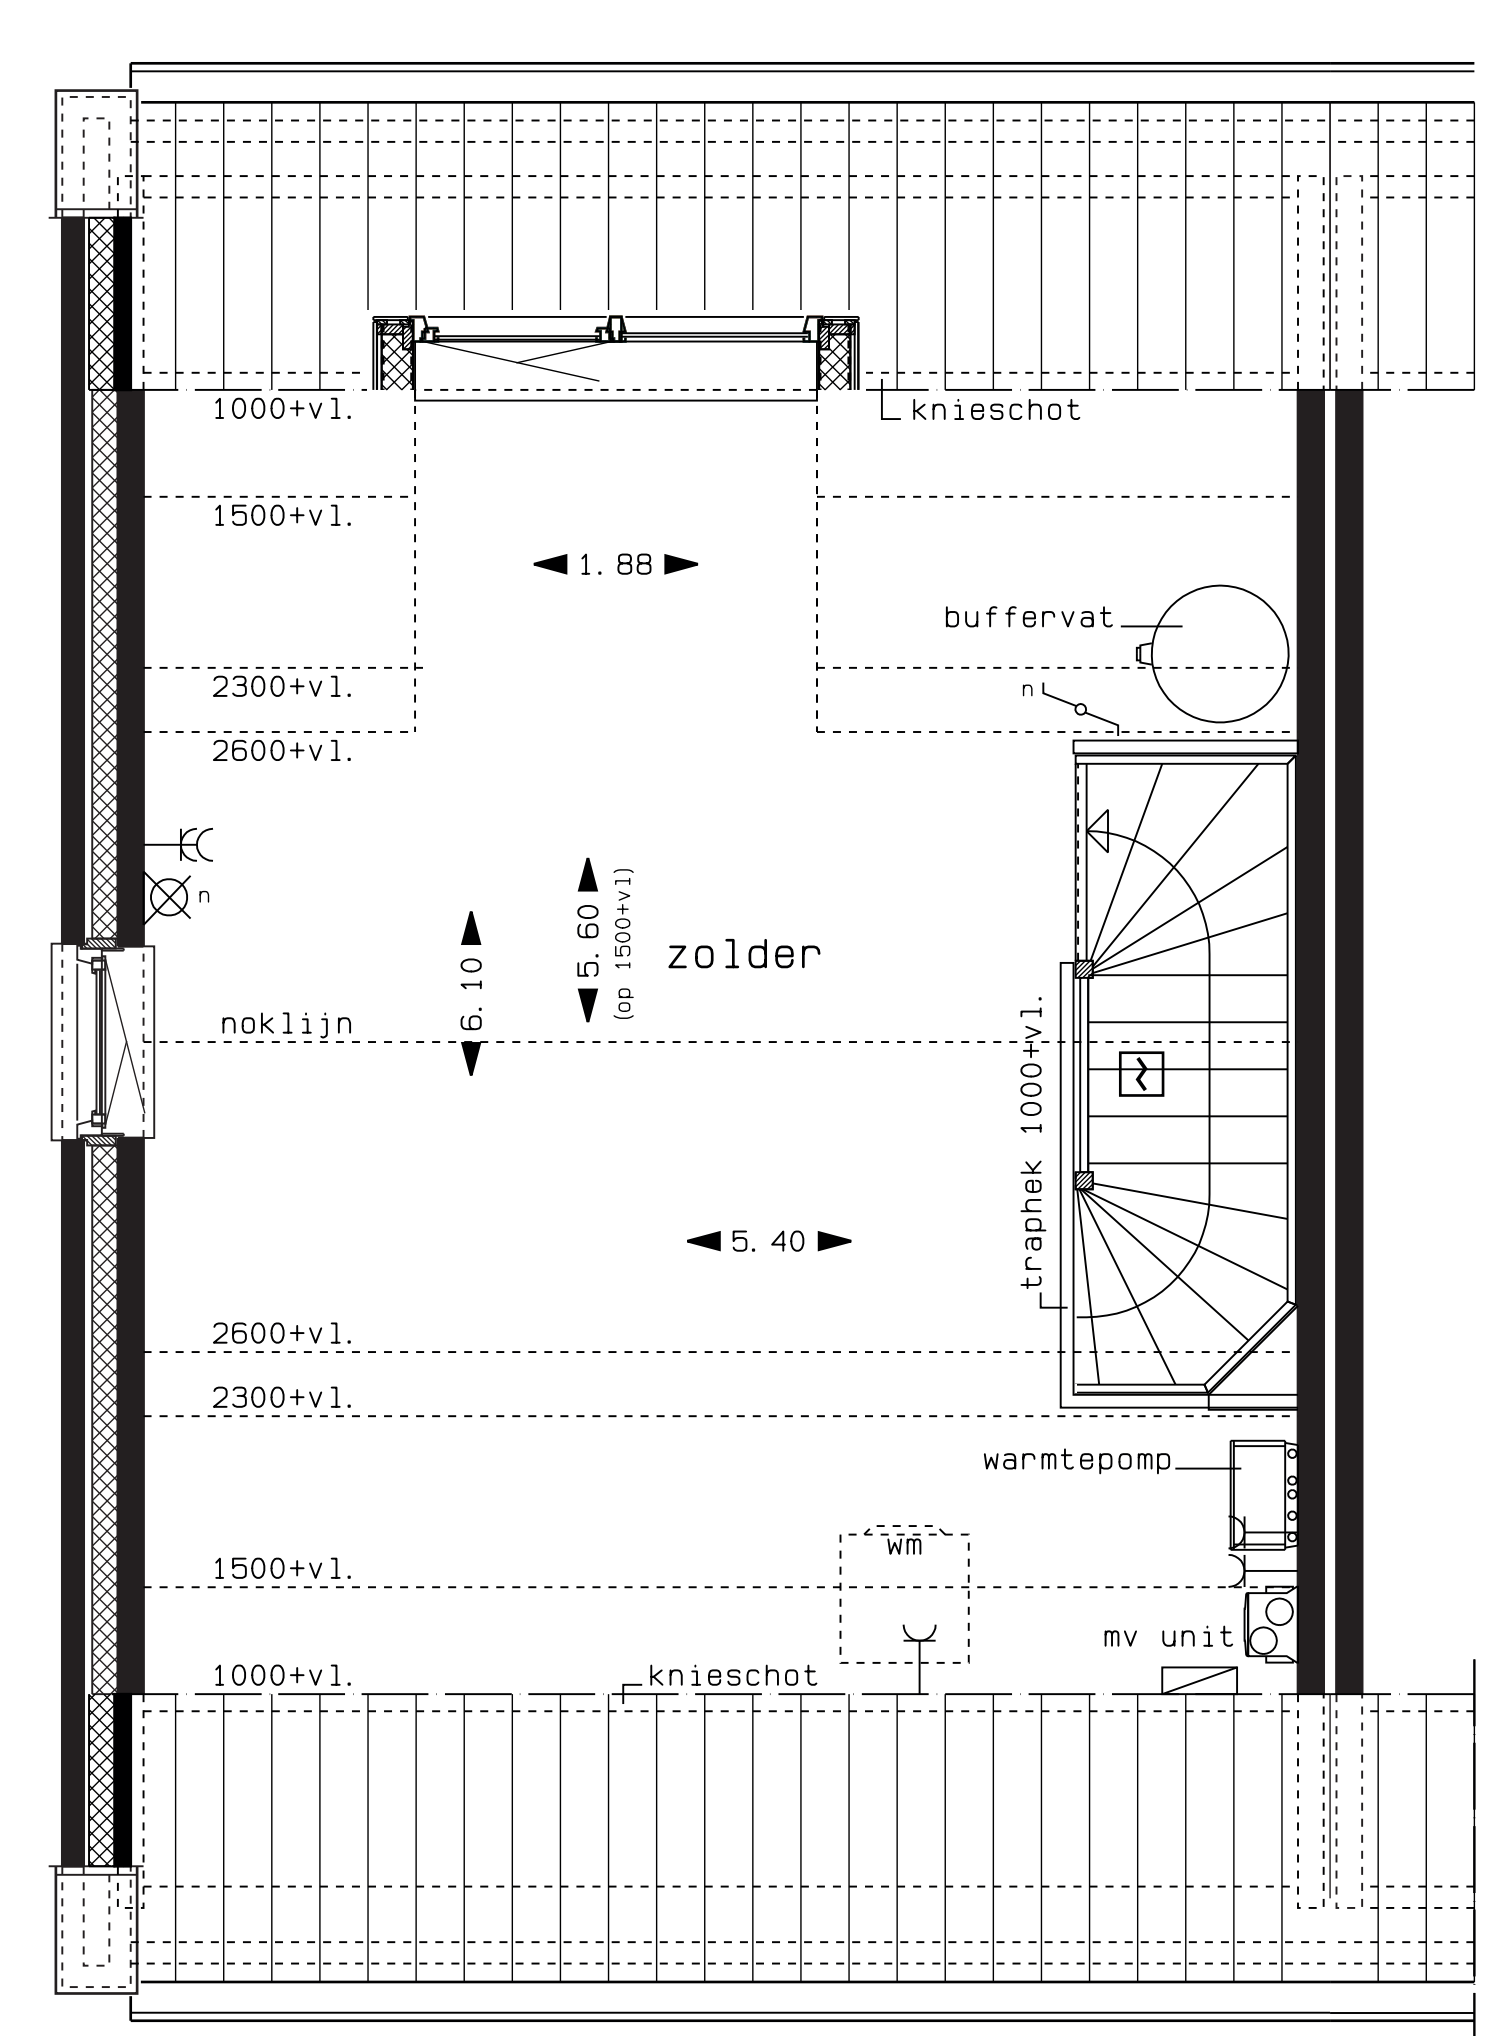 1000+vl.
knieschot
1500+vl.
1. 88
buffervat
2300+vl.
n
2600+vl.
n
5. 60
(op 1500+vl)
zolder
6. 10
noklijn
traphek 1000+vl.
5. 40
2600+vl.
2300+vl.
warmtepomp
wm
1500+vl.
mv unit
1000+vl.
knieschot